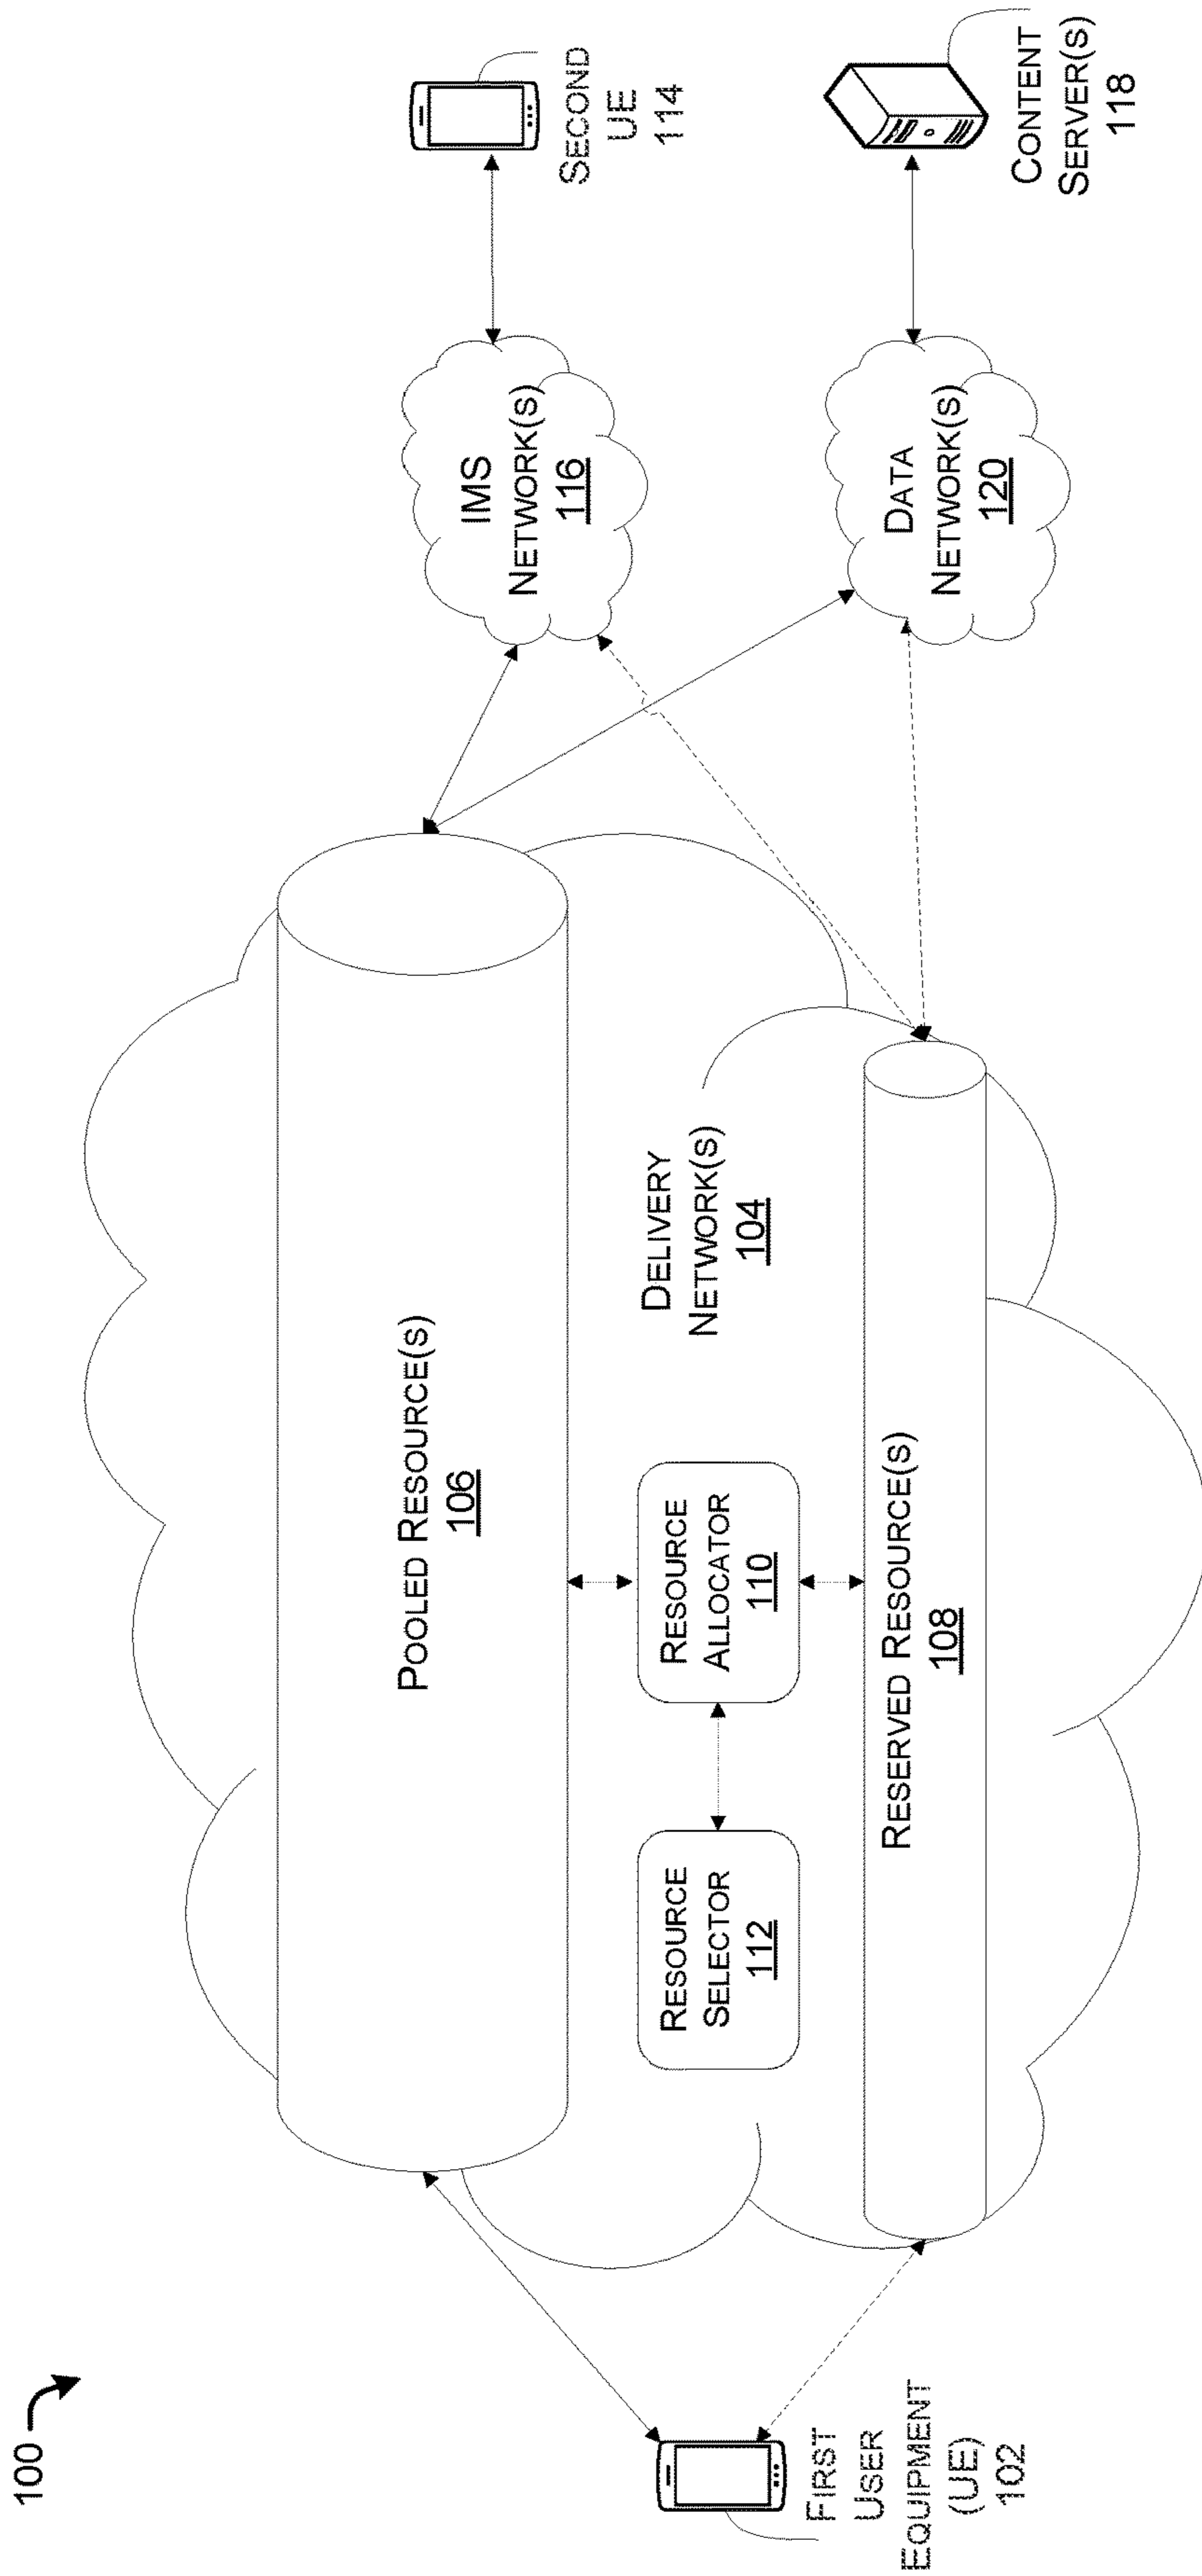 100
POOLED RESOURCE(S)
106
RESOURCE
SELECTOR
112
RESOURCE
ALLOCATOR
110
DELIVERY
NETWORK(S)
104
RESERVED RESOURCE(S)
108
FIRST
USER
EQUIPMENT
(UE)
102
IMS
NETWORK(S)
116
SECOND
UE
114
DATA
NETWORK(S)
120
CONTENT
SERVER(S)
118